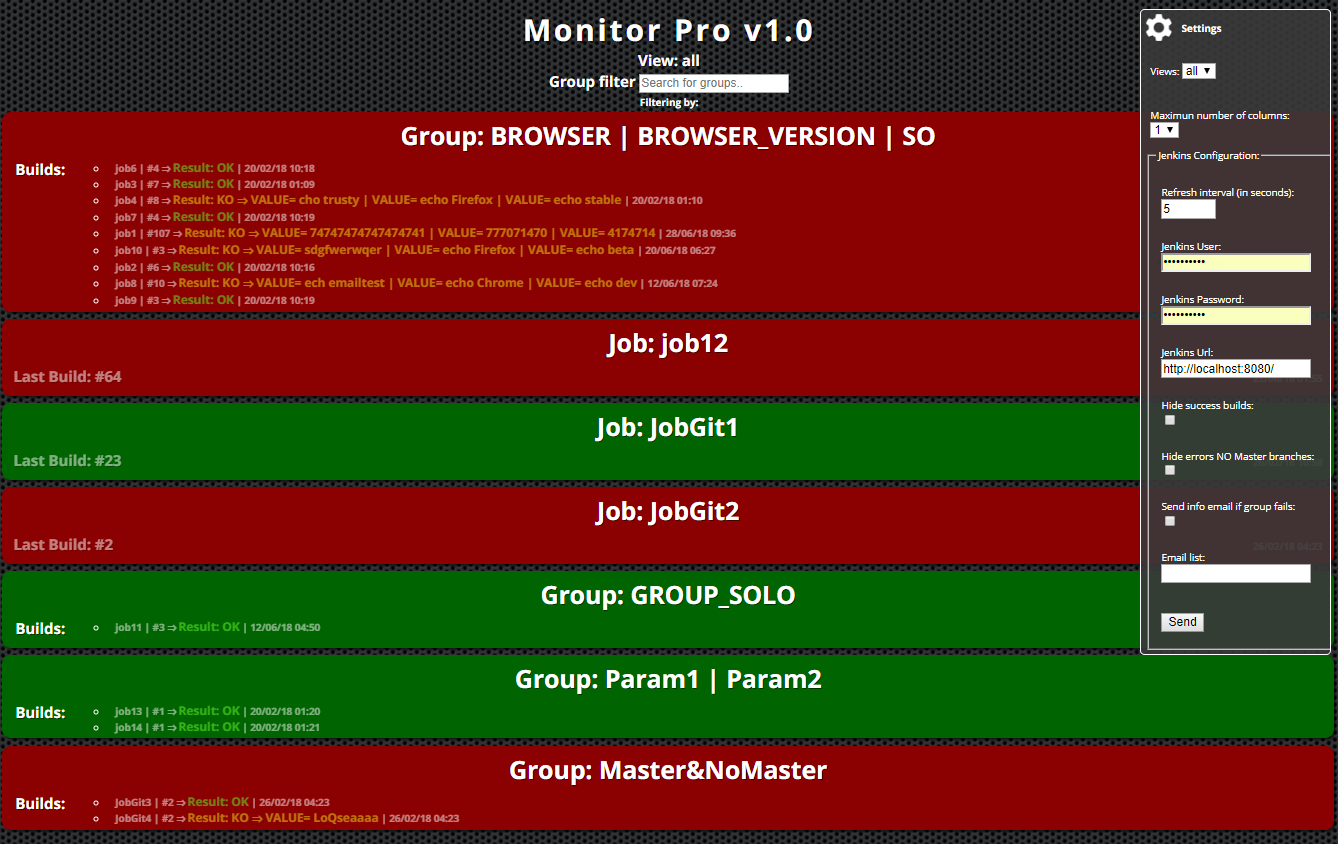 Monitor Pro v1.0
View: all
Group filter Search for groups..
Filtering by:
Group: BROWSER | BROWSER_VERSION | SO
Builds:
job6 | #4 ⇒ Result: OK | 20/02/18 10:18
job3 | #7 ⇒ Result: OK | 20/02/18 01:09
job4 | #8 ⇒ Result: KO ⇒ VALUE= cho trusty | VALUE= echo Firefox | VALUE= echo stable | 20/02/18 01:10
job7 | #4 ⇒ Result: OK | 20/02/18 10:19
job1 | #107 ⇒ Result: KO ⇒ VALUE= 74747474747474741 | VALUE= 777071470 | VALUE= 4174714 | 28/06/18 09:36
job10 | #3 ⇒ Result: KO ⇒ VALUE= sdgfwerwqer | VALUE= echo Firefox | VALUE= echo beta | 20/06/18 06:27
job2 | #6 ⇒ Result: OK | 20/02/18 10:16
job8 | #10 ⇒ Result: KO ⇒ VALUE= ech emailtest | VALUE= echo Chrome | VALUE= echo dev | 12/06/18 07:24
job9 | #3 ⇒ Result: OK | 20/02/18 10:19
Job: job12
Last Build: #64
Job: JobGit1
Last Build: #23
Job: JobGit2
Last Build: #2
26/02/18 04:23
Group: GROUP_SOLO
Builds:
job11 | #3 ⇒ Result: OK | 12/06/18 04:50
Group: Param1 | Param2
Builds:
job13 | #1 ⇒ Result: OK | 20/02/18 01:20
job14 | #1 ⇒ Result: OK | 20/02/18 01:21
Group: Master&NoMaster
Builds:
JobGit3 | #2 ⇒ Result: OK | 26/02/18 04:23
JobGit4 | #2 ⇒ Result: KO ⇒ VALUE= LoQseaaaa | 26/02/18 04:23
Settings
Views: all ▼
Maximun number of columns:
1 ▼
Jenkins Configuration:
Refresh interval (in seconds):
5
Jenkins User:
••••••••••
Jenkins Password:
••••••••••
Jenkins Url:
http://localhost:8080/
Hide success builds:
Hide errors NO Master branches:
Send info email if group fails:
Email list:
Send